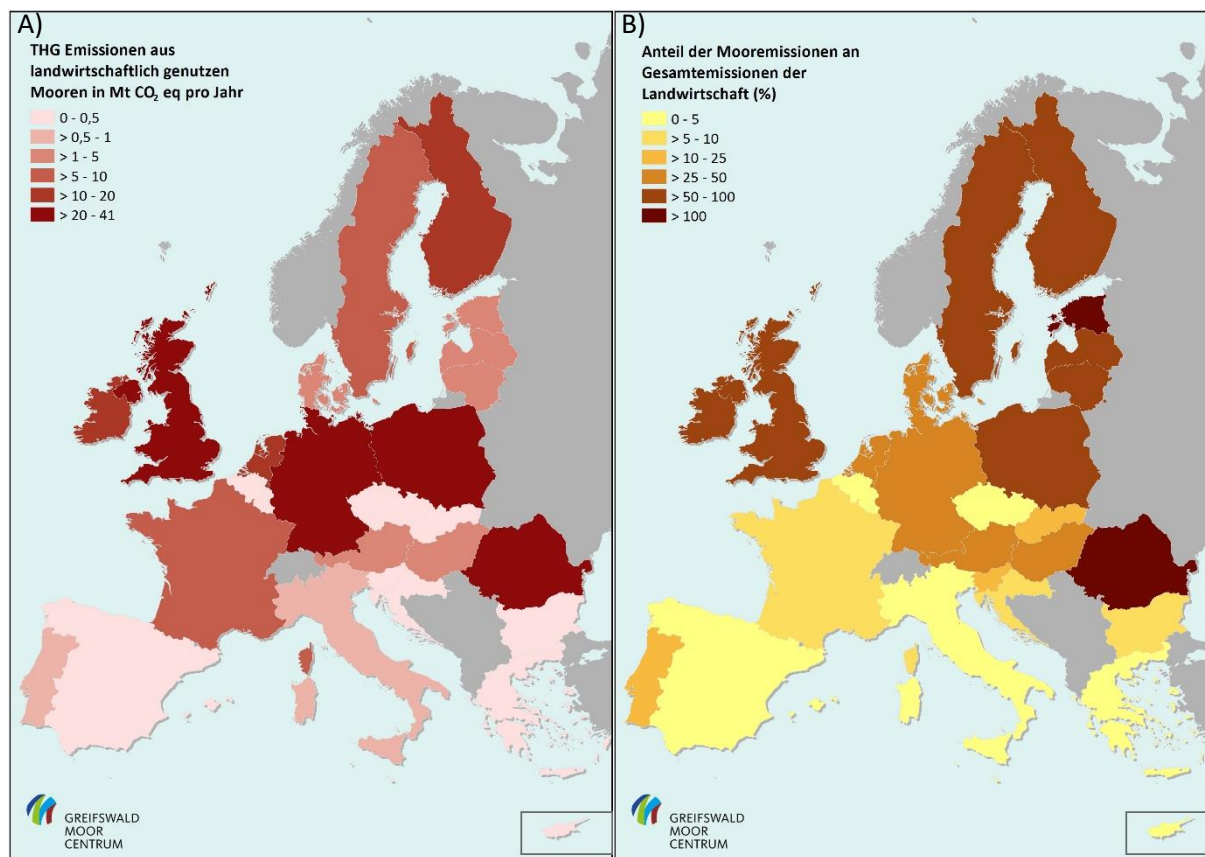 A)
THG Emissionen aus
landwirtschaftlich genutzen
Mooren in Mt CO₂ eq pro Jahr
0 - 0,5
> 0,5 - 1
> 1 - 5
> 5 - 10
> 10 - 20
> 20 - 41
GREIFSWALD
MOOR
CENTRUM
B)
Anteil der Mooremissionen an
Gesamtemissionen der
Landwirtschaft (%)
0 - 5
> 5 - 10
> 10 - 25
> 25 - 50
> 50 - 100
> 100
GREIFSWALD
MOOR
CENTRUM